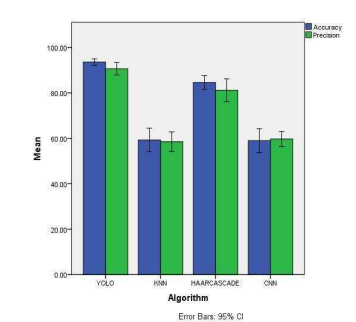 Accuracy
Precision
100.00
80.00
60.00
40.00
20.00
0.00
Mean
YOLO KNN HAARCASCADE CNN
Algorithm
Error Bars: 95% CI